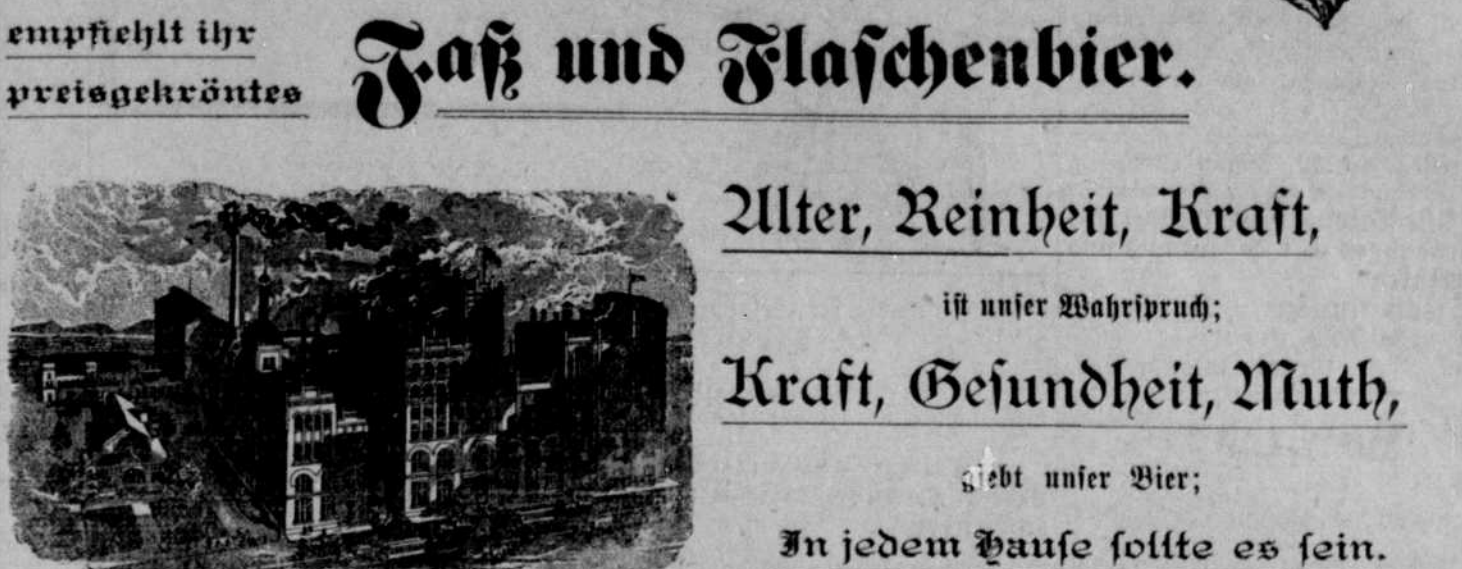 empfiehlt ihr
preisgekröntes
Faß und Flaſchenbier.
Alter, Reinheit, Kraft,
iſt unſer Wahrſpruch;
Kraft, Geſundheit, Muth,
giebt unſer Bier;
In jedem Hauſe ſollte es ſein.